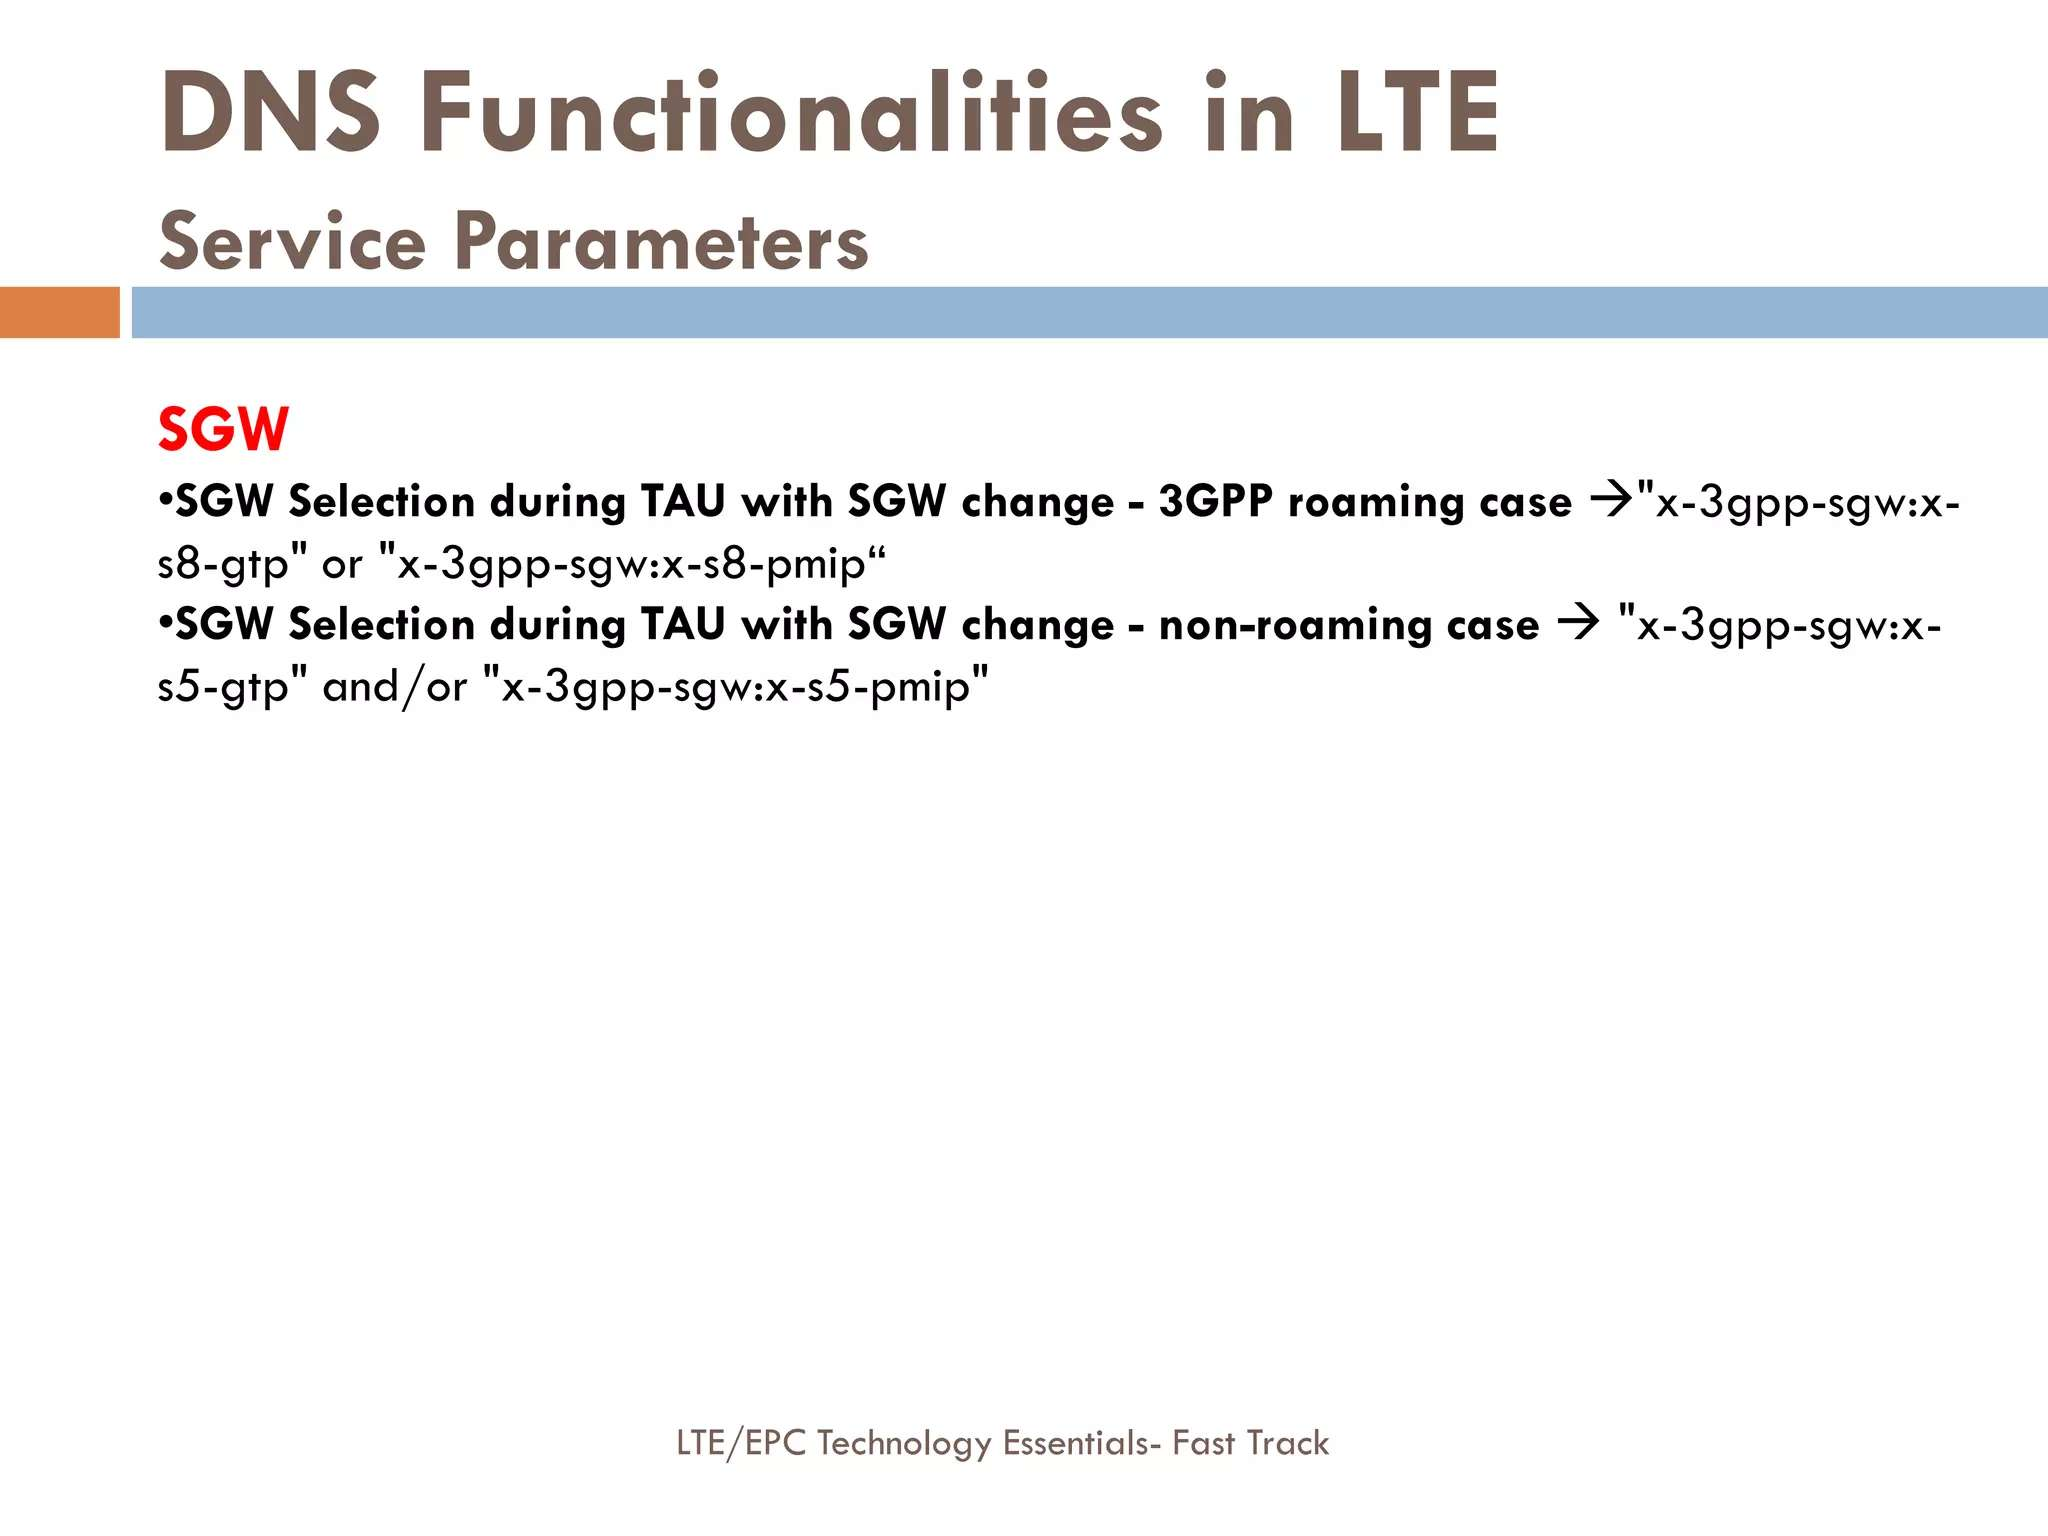 DNS Functionalities in LTE
Service Parameters
SGW
•SGW Selection during TAU with SGW change - 3GPP roaming case →"x-3gpp-sgw:x-
s8-gtp" or "x-3gpp-sgw:x-s8-pmip“
•SGW Selection during TAU with SGW change - non-roaming case → "x-3gpp-sgw:x-
s5-gtp" and/or "x-3gpp-sgw:x-s5-pmip"
LTE/EPC Technology Essentials- Fast Track